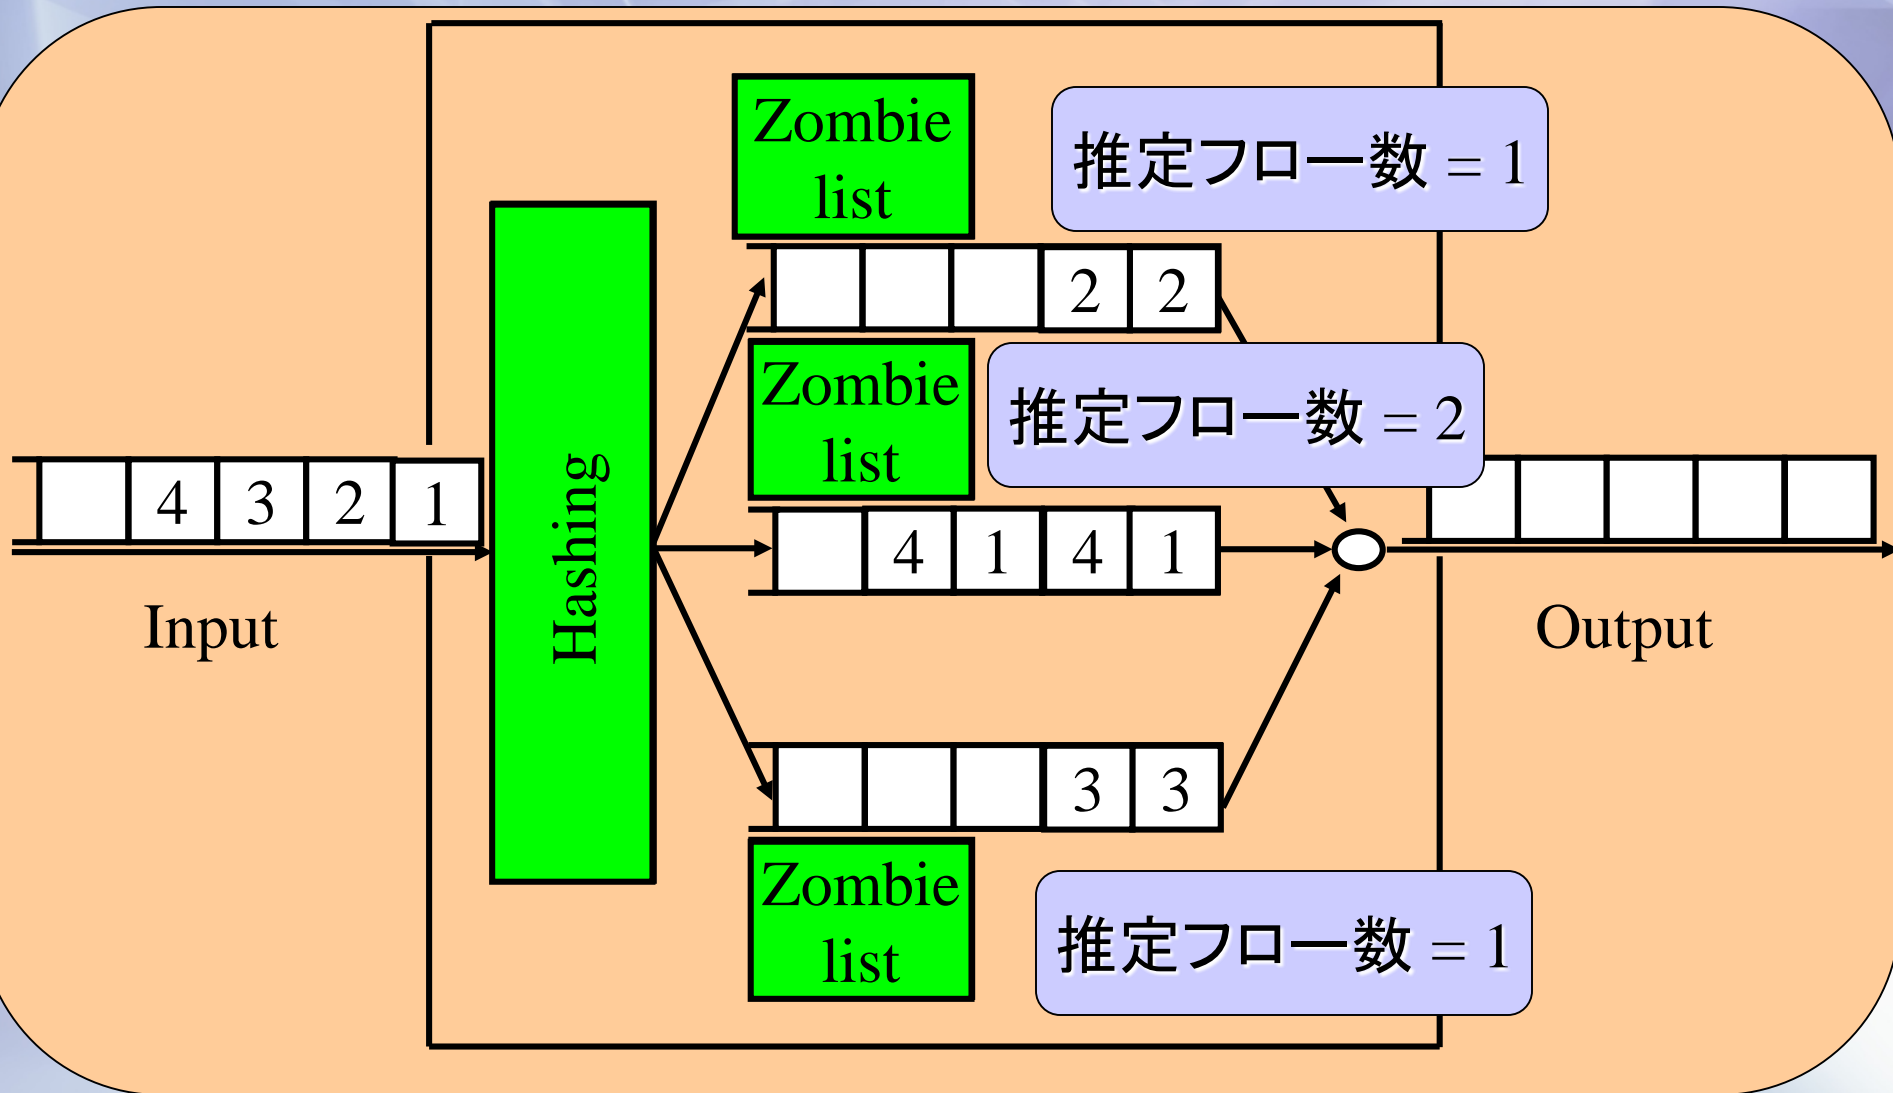 Zombie
list
推定フロー数 = 1
2 2
Zombie
list
推定フロー数 = 2
4 3 2 1
Hashing
4 1 4 1
Input
Output
3 3
Zombie
list
推定フロー数 = 1